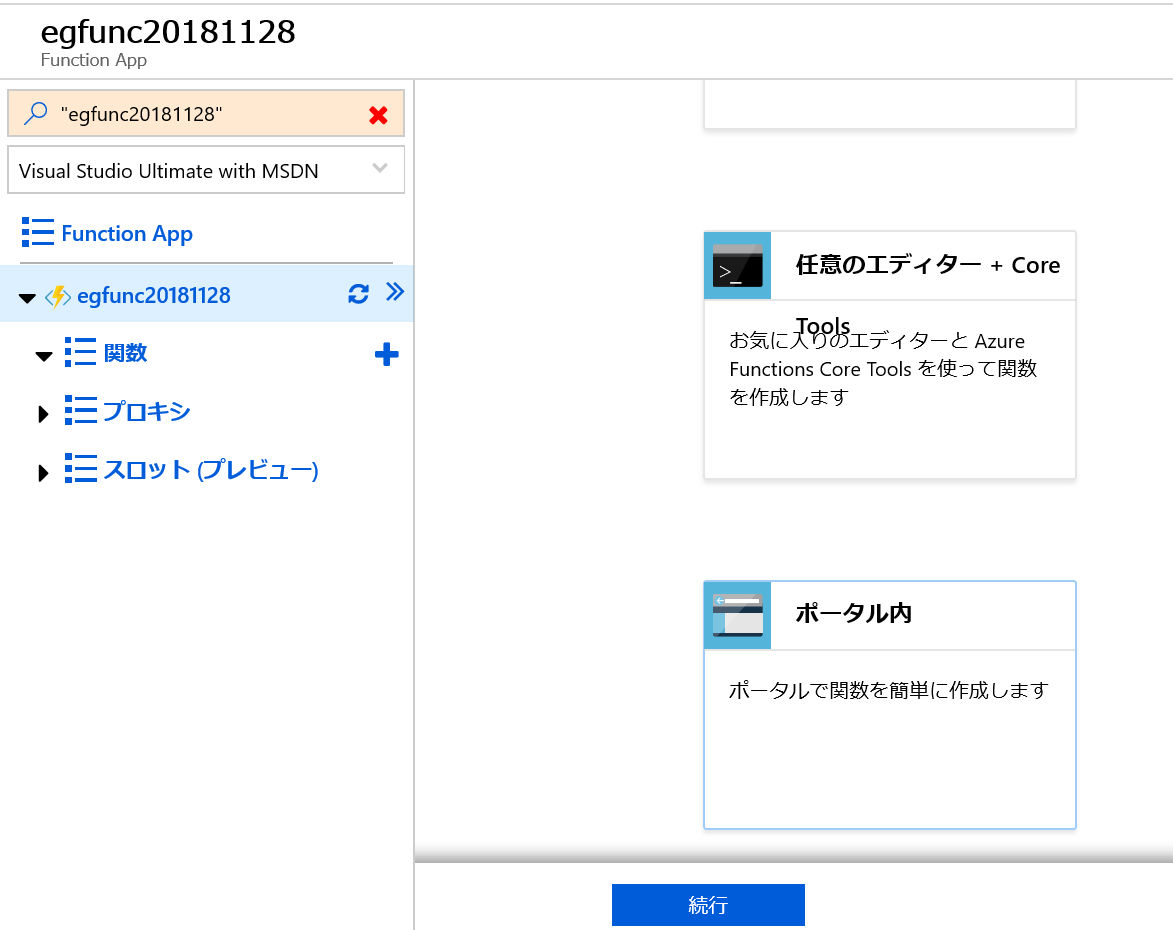 egfunc20181128
Function App
"egfunc20181128"
Visual Studio Ultimate with MSDN
Function App
egfunc20181128
関数
プロキシ
スロット (プレビュー)
任意のエディター + Core
Tools
お気に入りのエディターと Azure
Functions Core Tools を使って関数
を作成します
ポータル内
ポータルで関数を簡単に作成します
続行